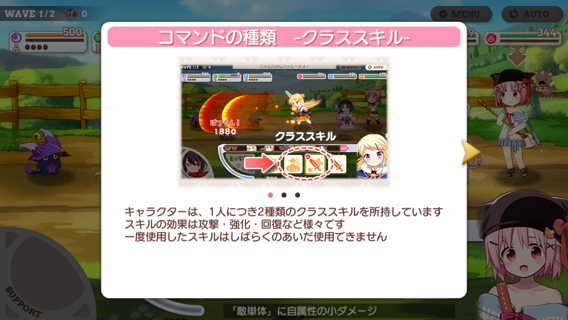 WAVE 1/2
0
MENU
AUTO
500
344
コマンドの種類 -クラススキル-
AUTO
1880
クラススキル
キャラクターは、1人につき2種類のクラススキルを所持しています
スキルの効果は攻撃・強化・回復など様々です
一度使用したスキルはしばらくのあいだ使用できません
SUPPORT
「敵単体」に自属性の小ダメージ